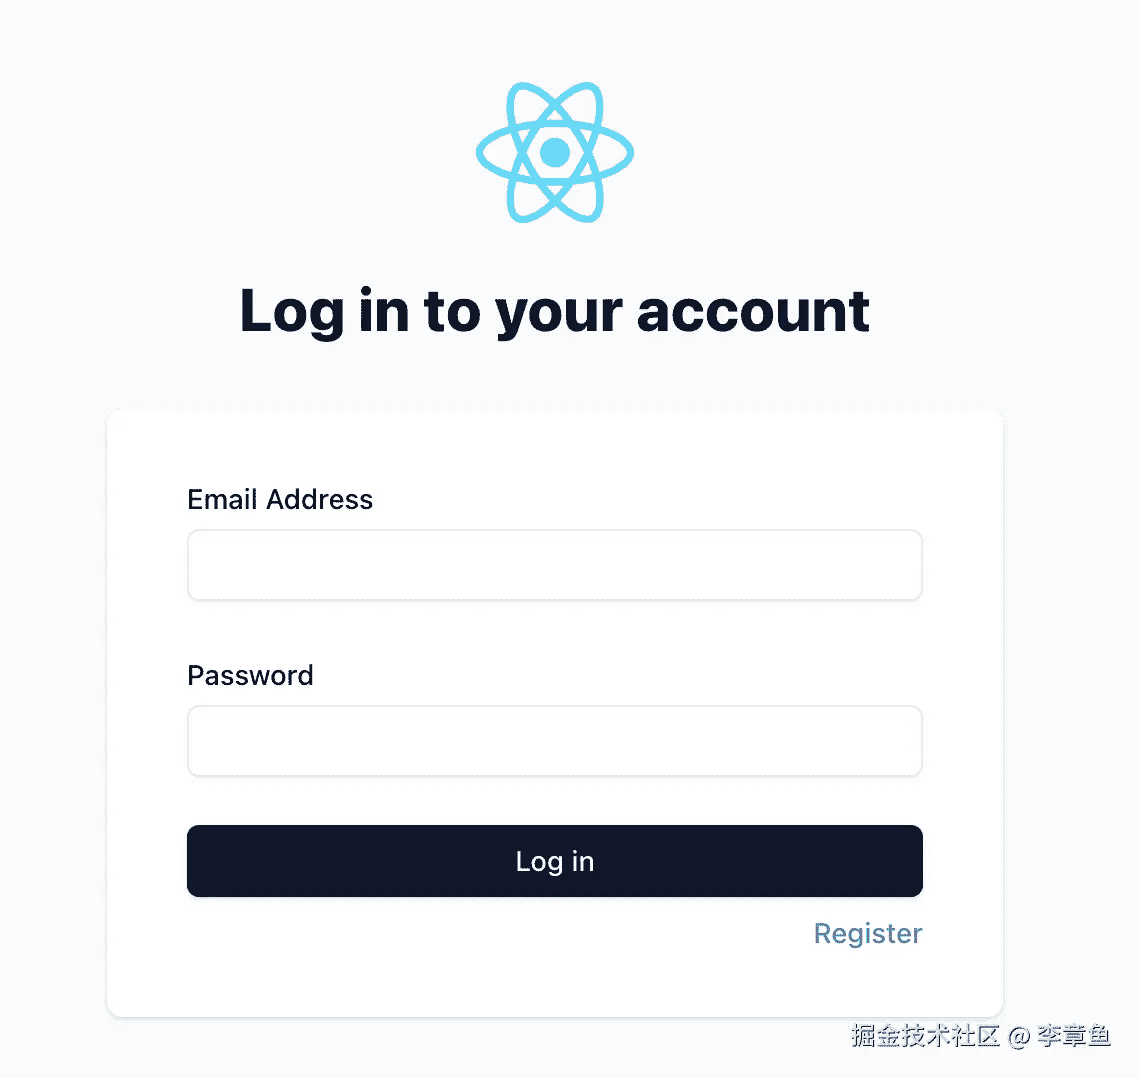 Log in to your account
Email Address
Password
Log in
Register
掘金技术社区 @ 李章鱼